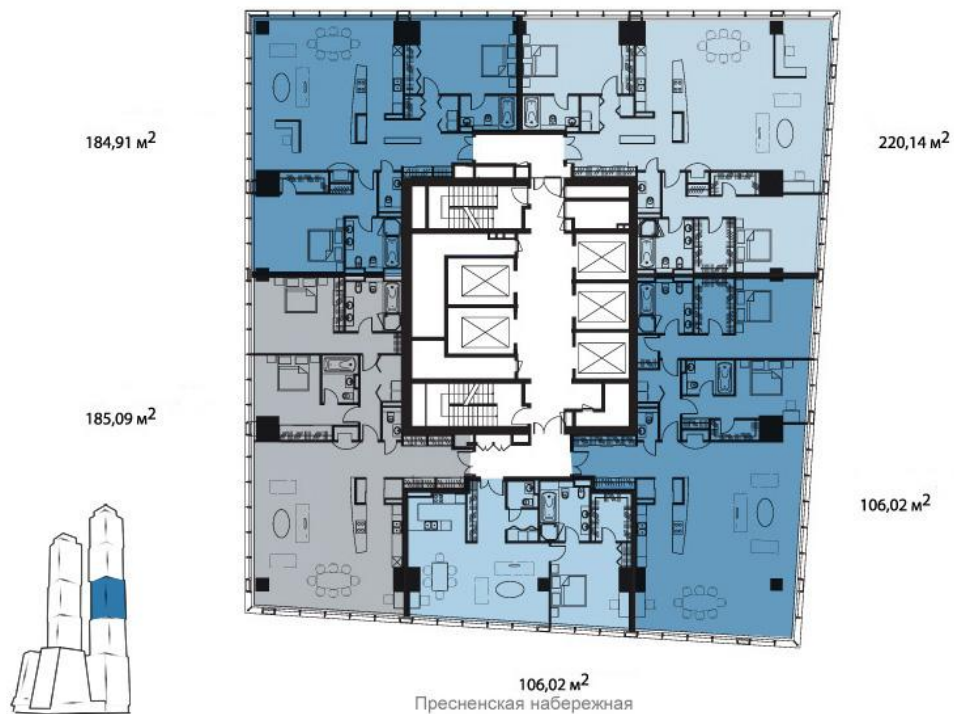 184,91 м²
220,14 м²
185,09 м²
106,02 м²
106,02 м²
Пресненская набережная